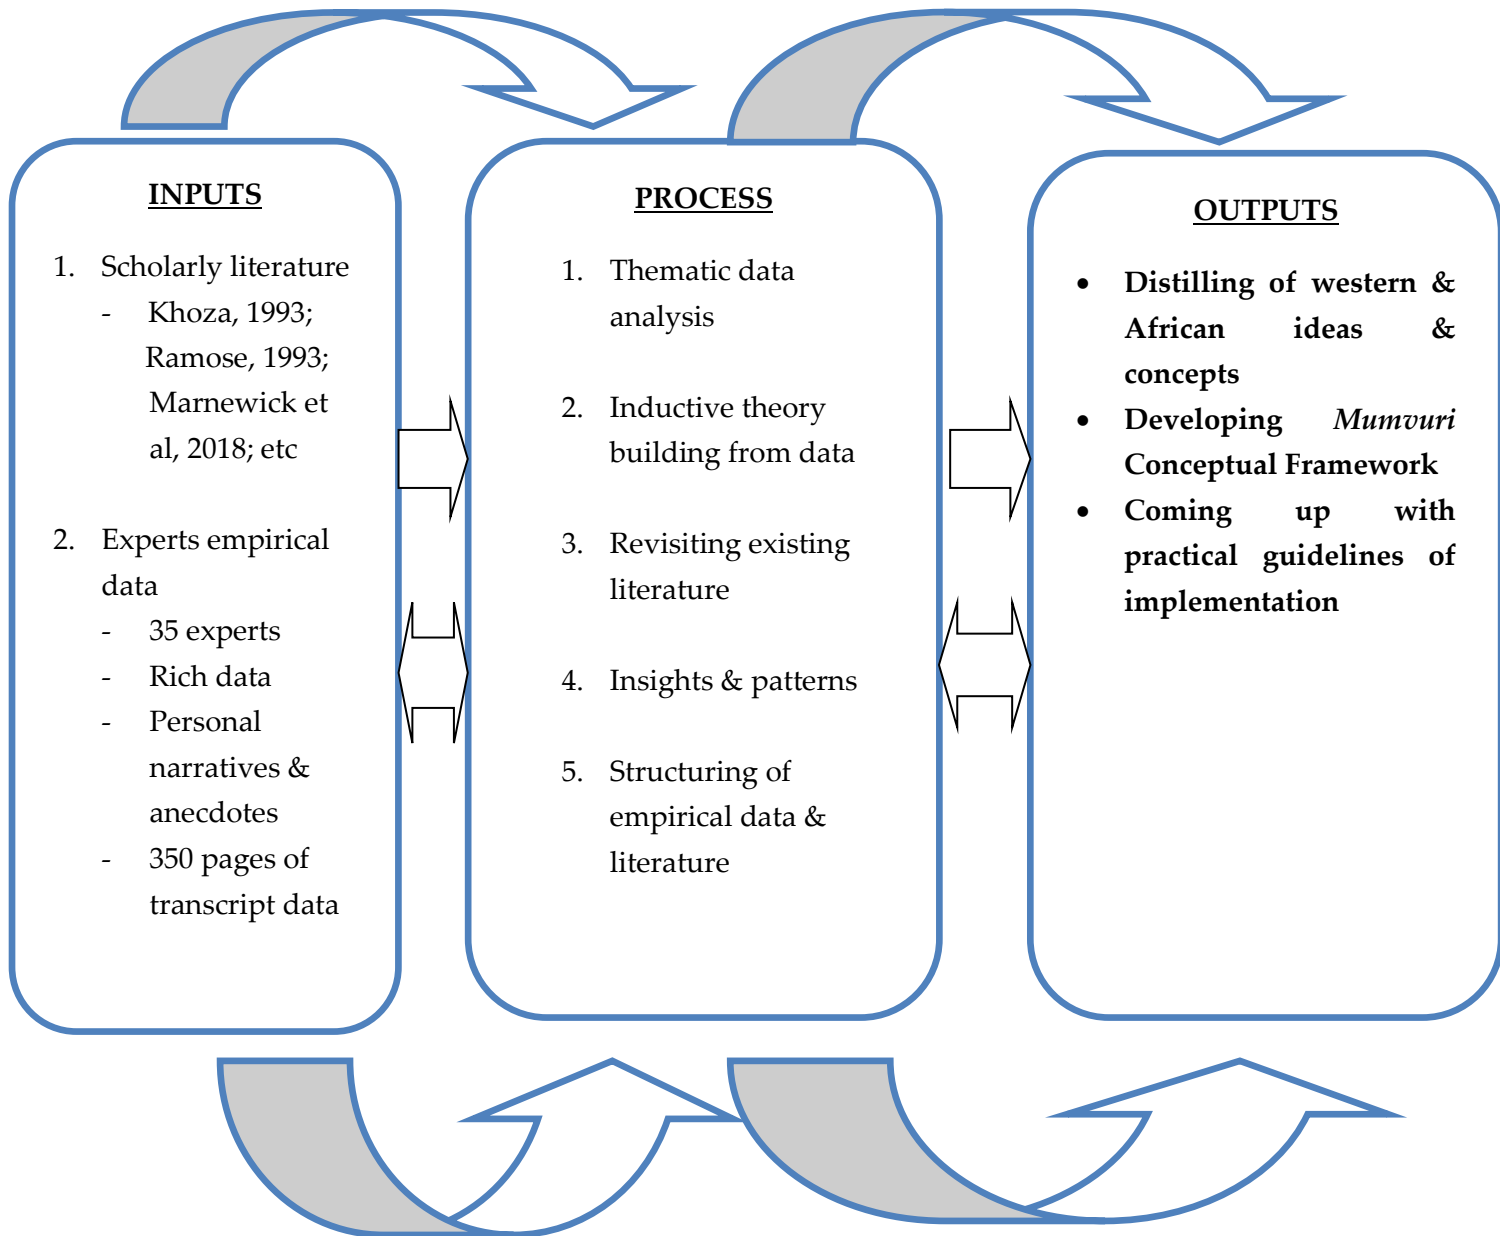 INPUTS
1. Scholarly literature
- Khoza, 1993;
Ramose, 1993;
Marnewick et
al, 2018; etc
2. Experts empirical
data
- 35 experts
- Rich data
- Personal
narratives &
anecdotes
- 350 pages of
transcript data
PROCESS
1. Thematic data
analysis
2. Inductive theory
building from data
3. Revisiting existing
literature
4. Insights & patterns
5. Structuring of
empirical data &
literature
OUTPUTS
• Distilling of western &
African ideas &
concepts
• Developing Mumvuri
Conceptual Framework
• Coming up with
practical guidelines of
implementation